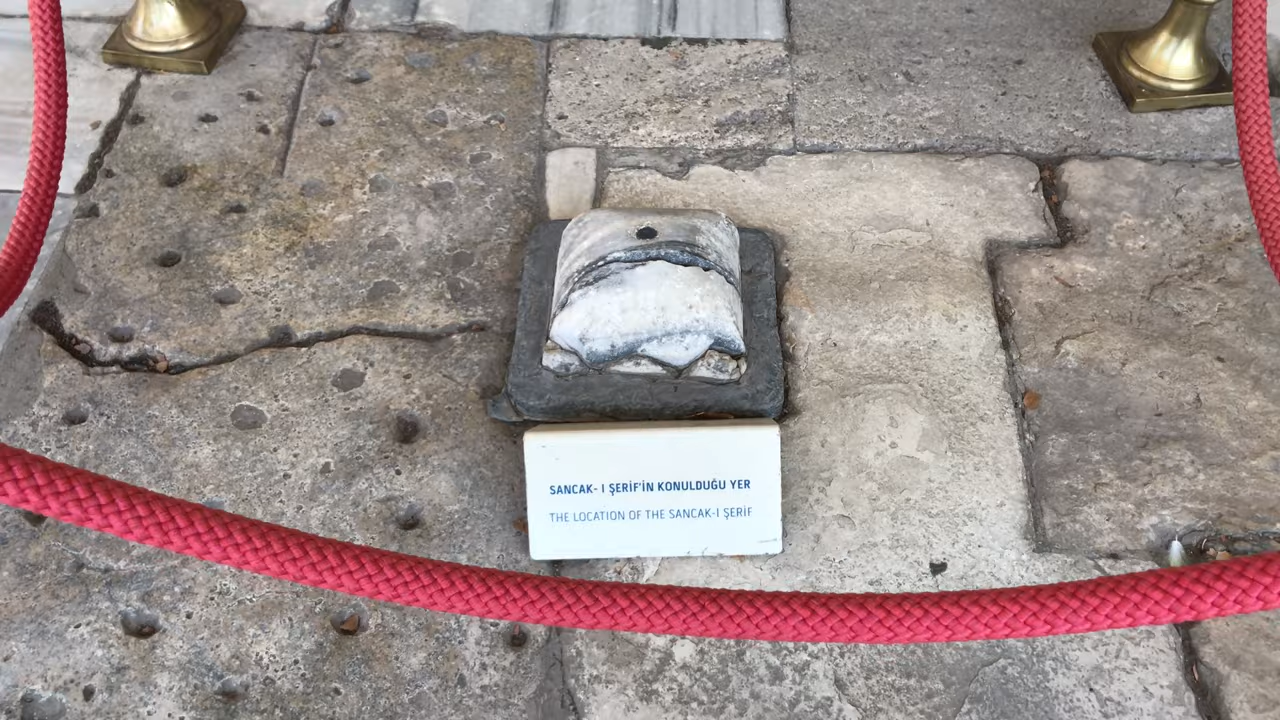 SANCAK- I ŞERİF'İN KONULDUĞU YER
THE LOCATION OF THE SANCAK-I ŞERİF